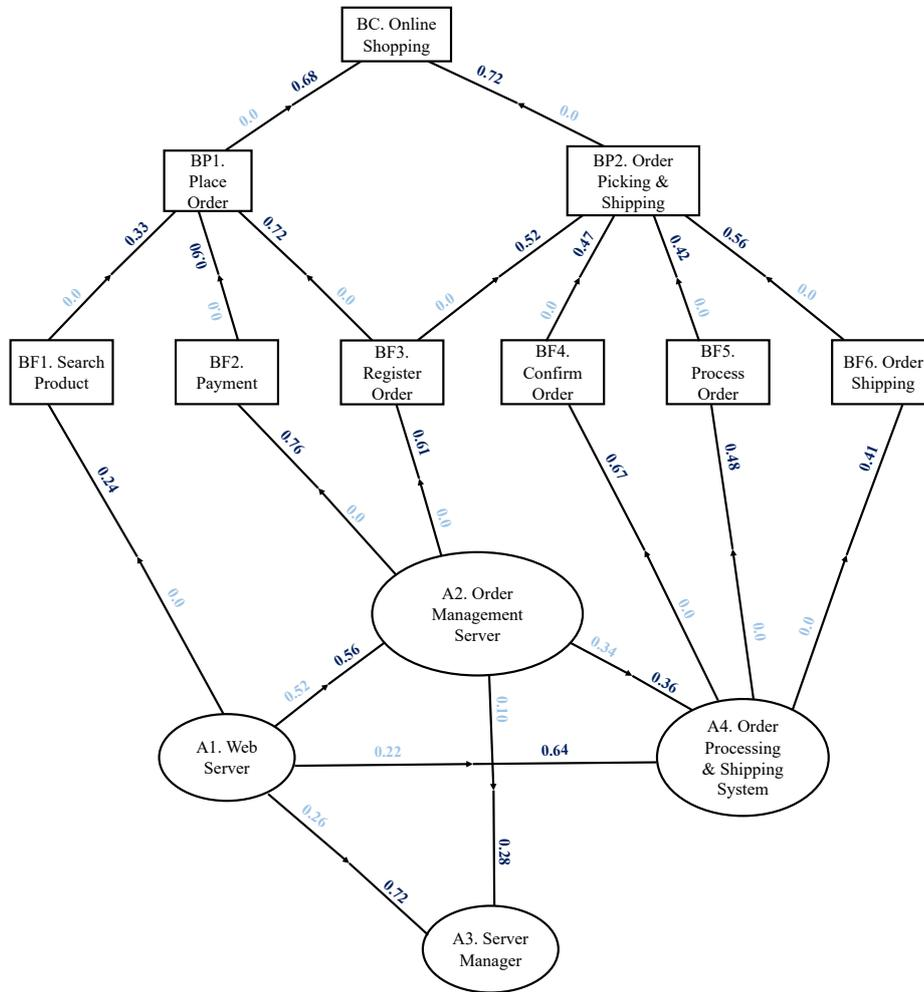 BC. Online
Shopping
0.68
0.72
0.0
0.0
BP1.
Place
Order
BP2. Order
Picking &
Shipping
0.33
0.90
0.72
0.52
0.47
0.42
0.56
0.0
0.0
0.0
0.0
0.0
0.0
0.0
BF1. Search
Product
BF2.
Payment
BF3.
Register
Order
BF4.
Confirm
Order
BF5.
Process
Order
BF6. Order
Shipping
0.24
0.76
0.61
0.67
0.48
0.41
0.0
0.0
0.0
0.0
0.0
0.0
A2. Order
Management
Server
0.52
0.56
0.34
0.36
0.10
A1. Web
Server
0.22
0.64
A4. Order
Processing
& Shipping
System
0.26
0.72
0.28
A3. Server
Manager